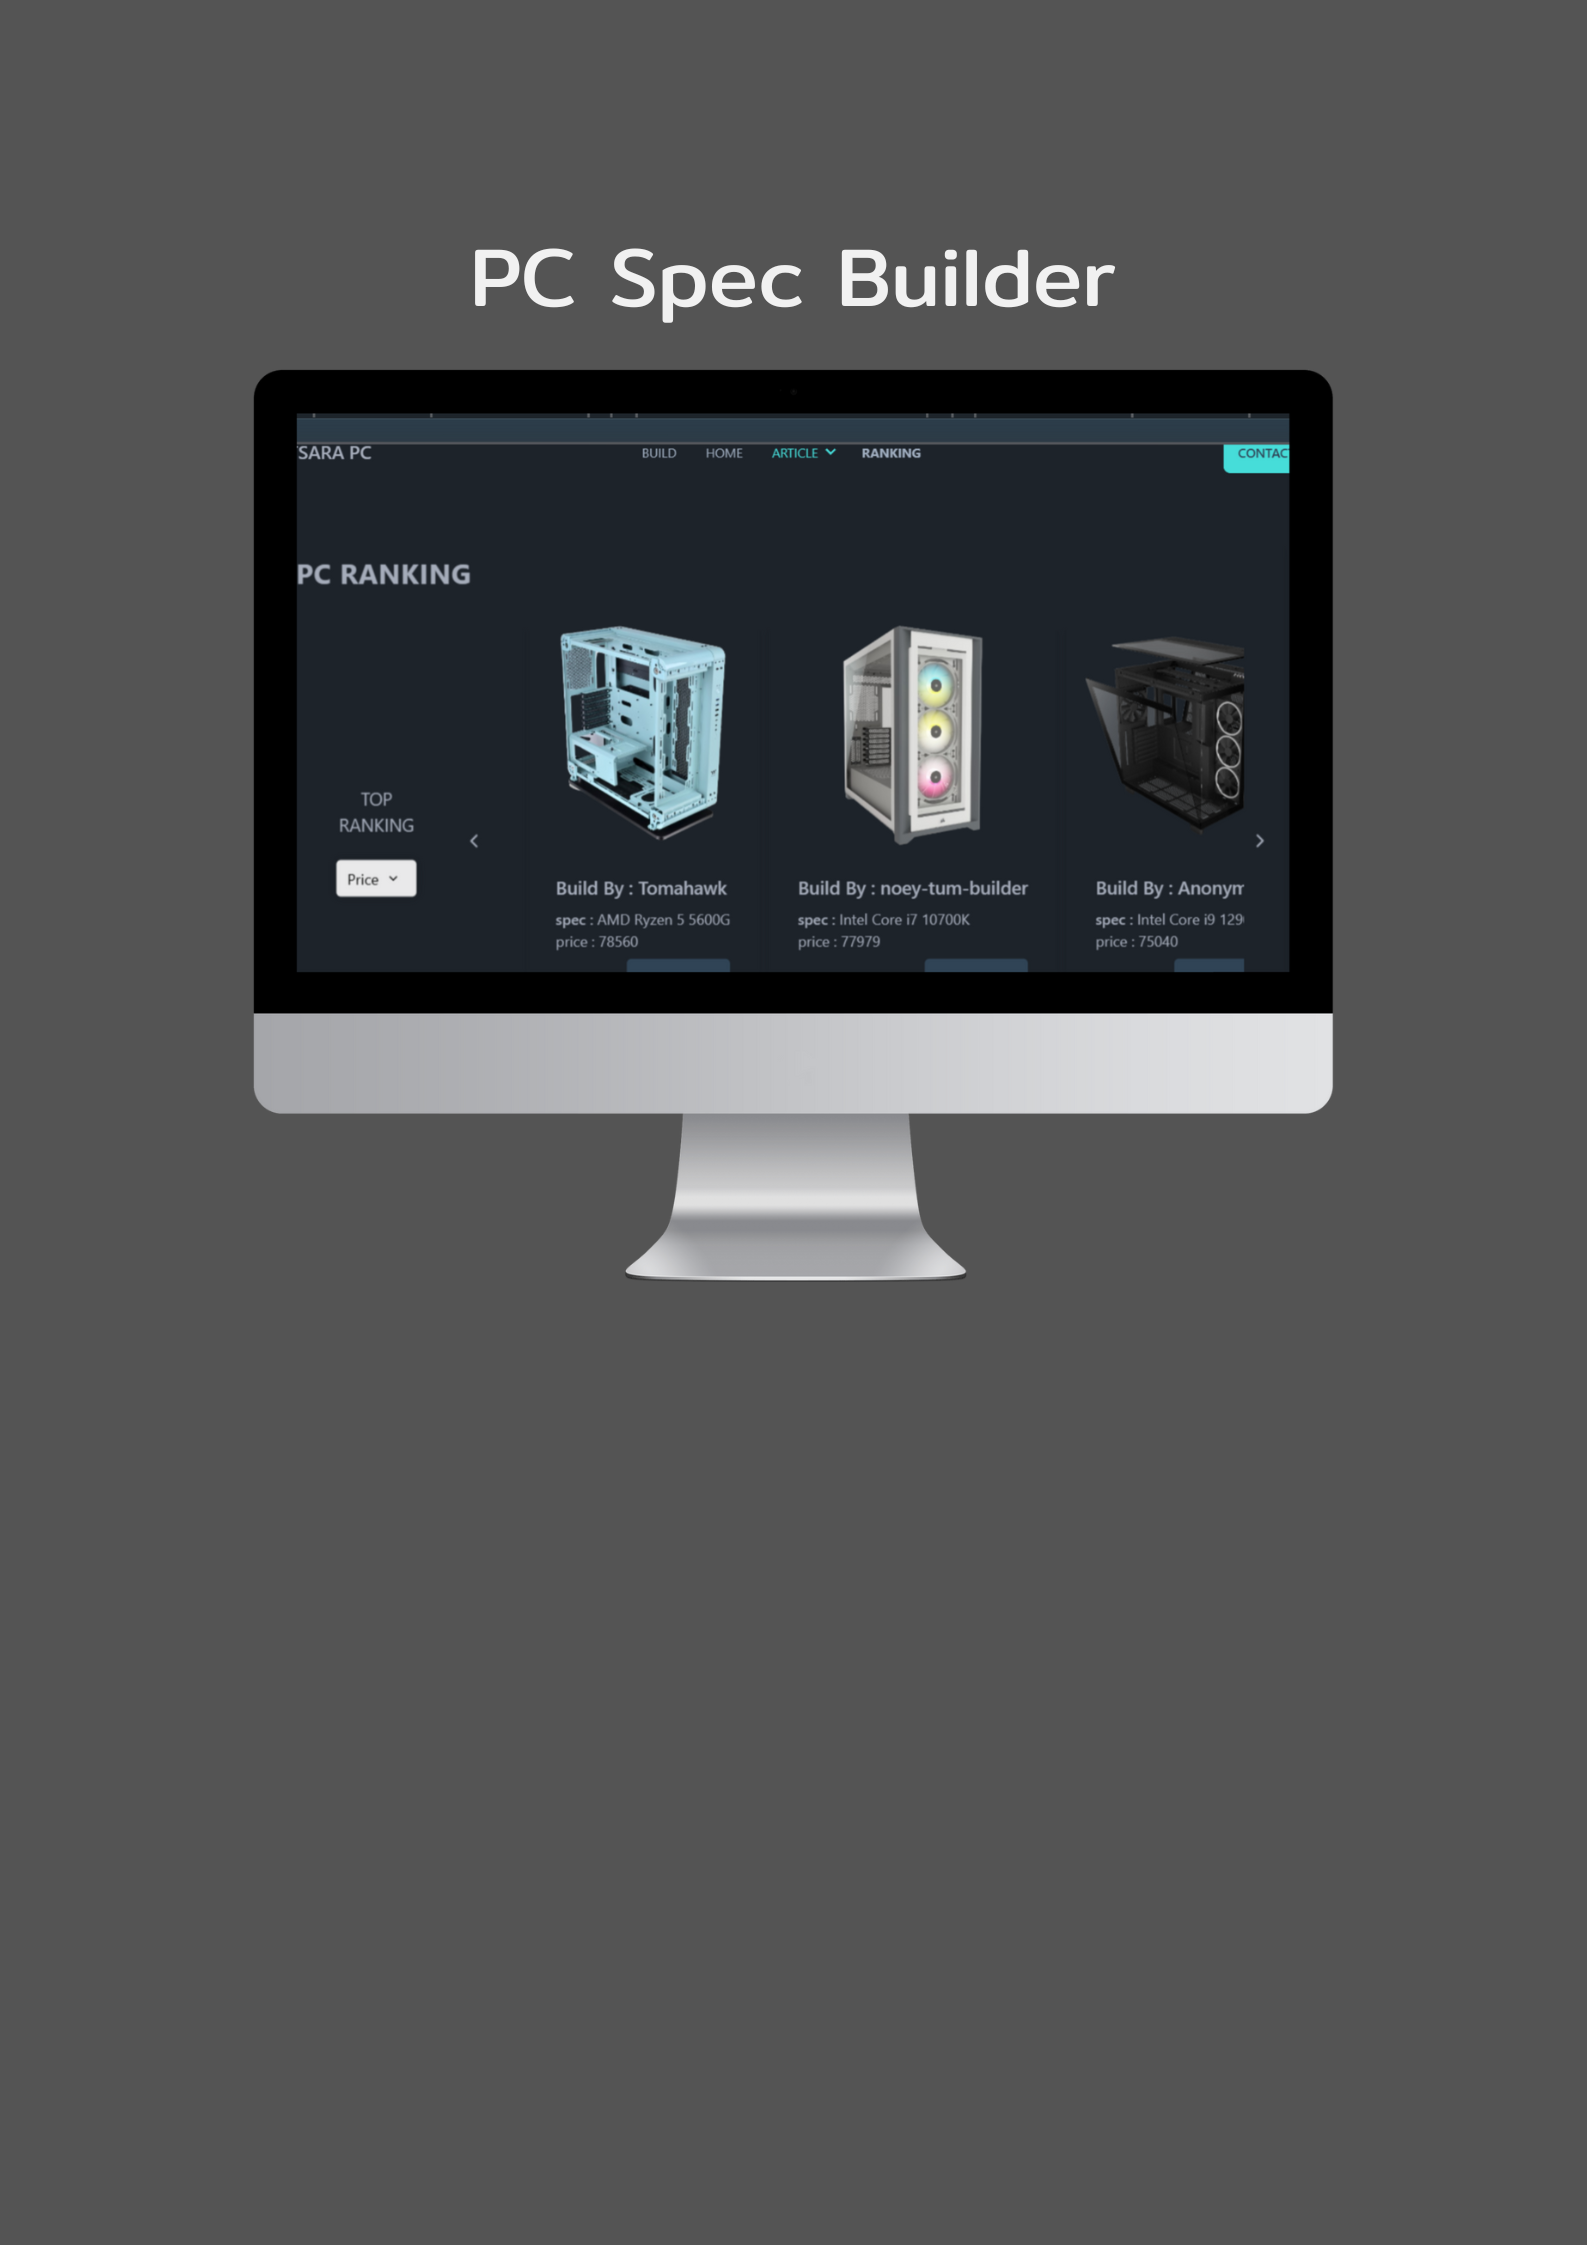 PC Spec Builder
SARA PC
BUILD HOME ARTICLE RANKING
CONTAC
PC RANKING
TOP
RANKING
Price
Build By : Tomahawk
spec : AMD Ryzen 5 5600G
price : 78560
Build By : noey-tum-builder
spec : Intel Core i7 10700K
price : 77979
Build By : Anonym
spec : Intel Core i9 129
price : 75040